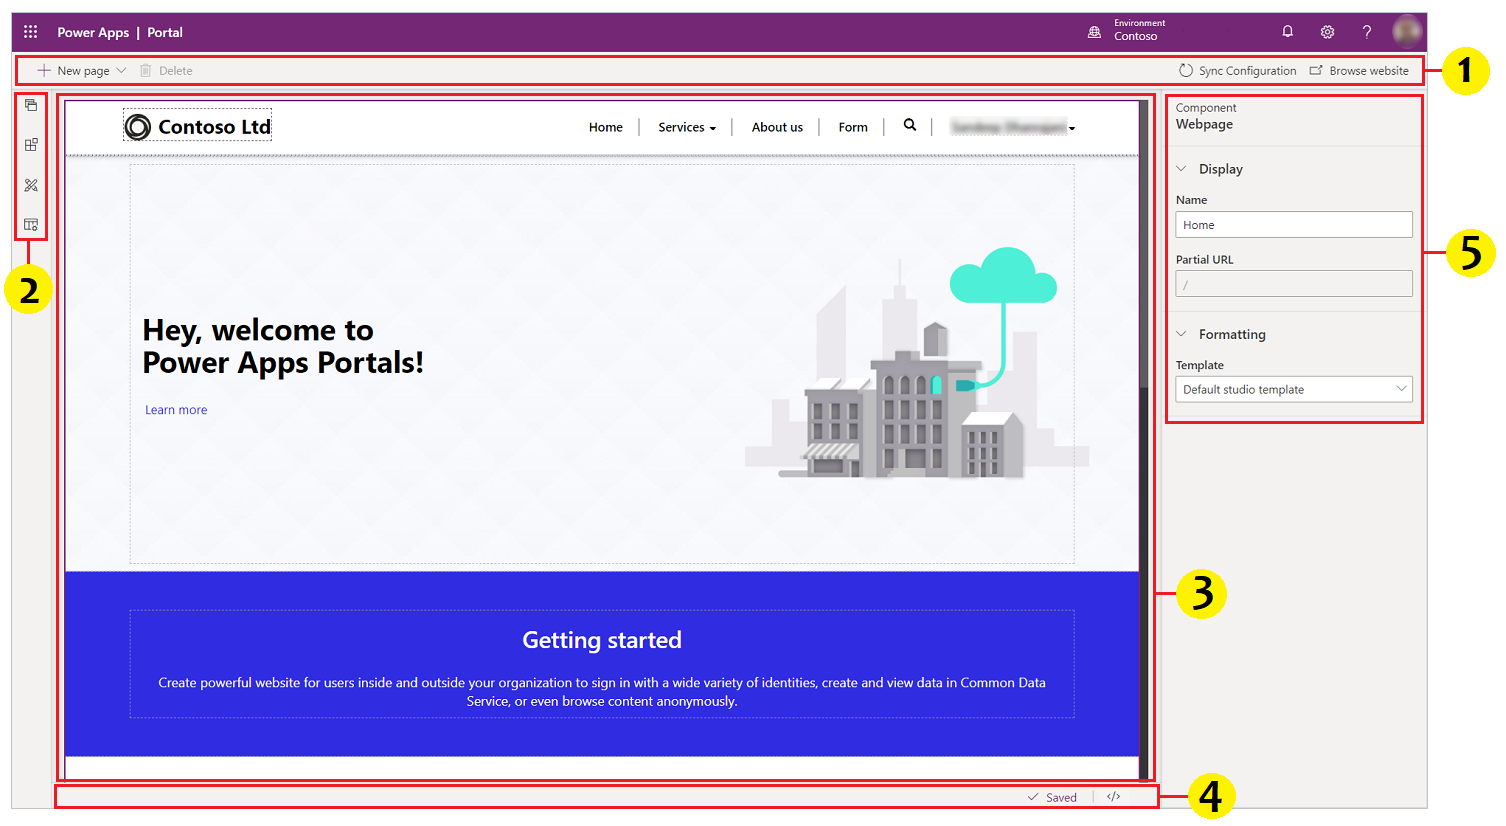 Power Apps | Portal
Environment
Contoso
?
New page
Delete
Sync Configuration
Browse website
1
2
Contoso Ltd
Home
Services
About us
Form
Hey, welcome to
Power Apps Portals!
Learn more
Getting started
Create powerful website for users inside and outside your organization to sign in with a wide variety of identities, create and view data in Common Data
Service, or even browse content anonymously.
3
Saved
</>
4
Component
Webpage
Display
Name
Home
Partial URL
/
Formatting
Template
Default studio template
5